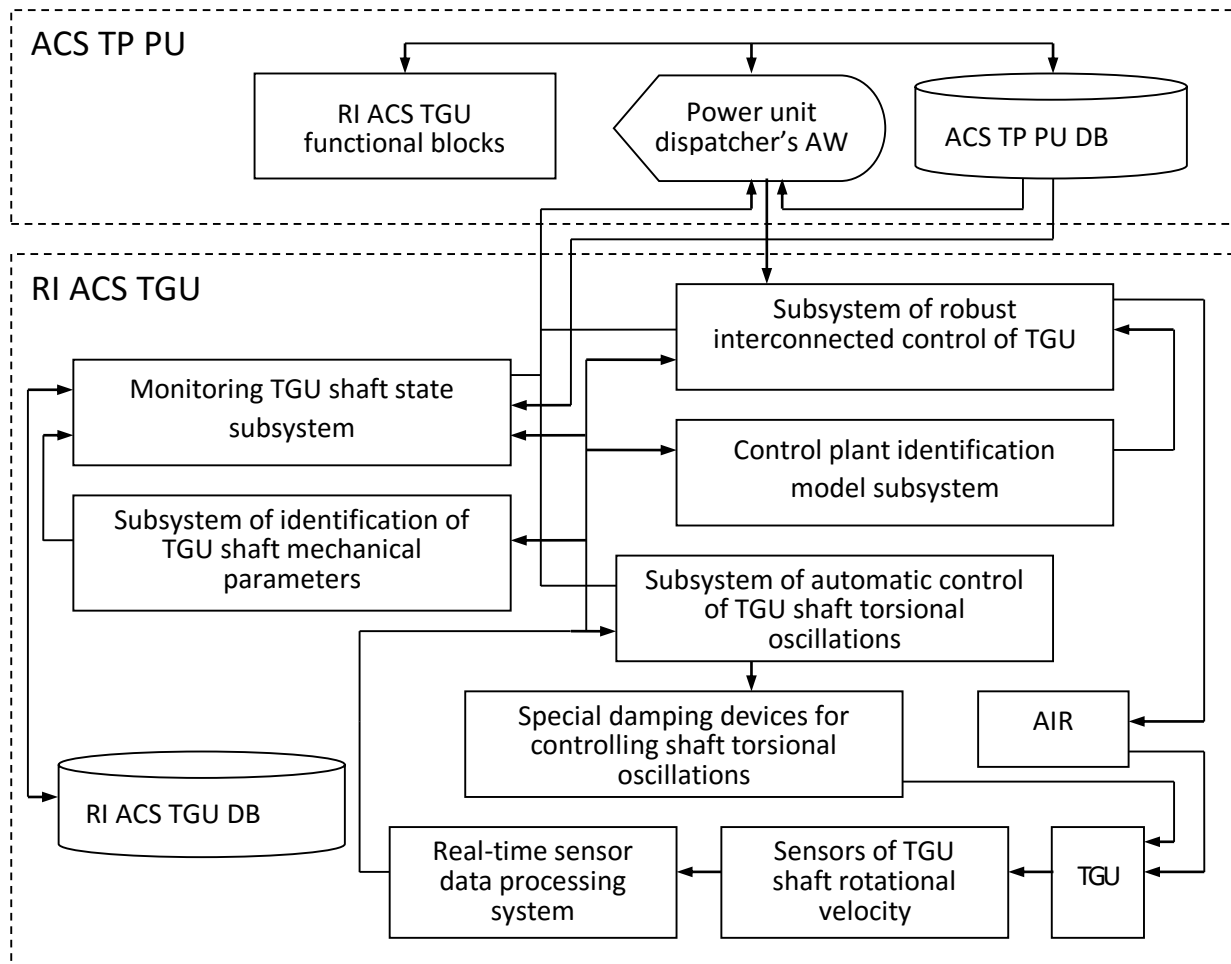 ACS TP PU
RI ACS TGU
functional blocks
Power unit
dispatcher's AW
ACS TP PU DB
RI ACS TGU
Subsystem of robust
interconnected control of TGU
Monitoring TGU shaft state
subsystem
Control plant identification
model subsystem
Subsystem of identification of
TGU shaft mechanical
parameters
Subsystem of automatic control
of TGU shaft torsional
oscillations
Special damping devices for
controlling shaft torsional
oscillations
AIR
RI ACS TGU DB
Real-time sensor
data processing
system
Sensors of TGU
shaft rotational
velocity
TGU